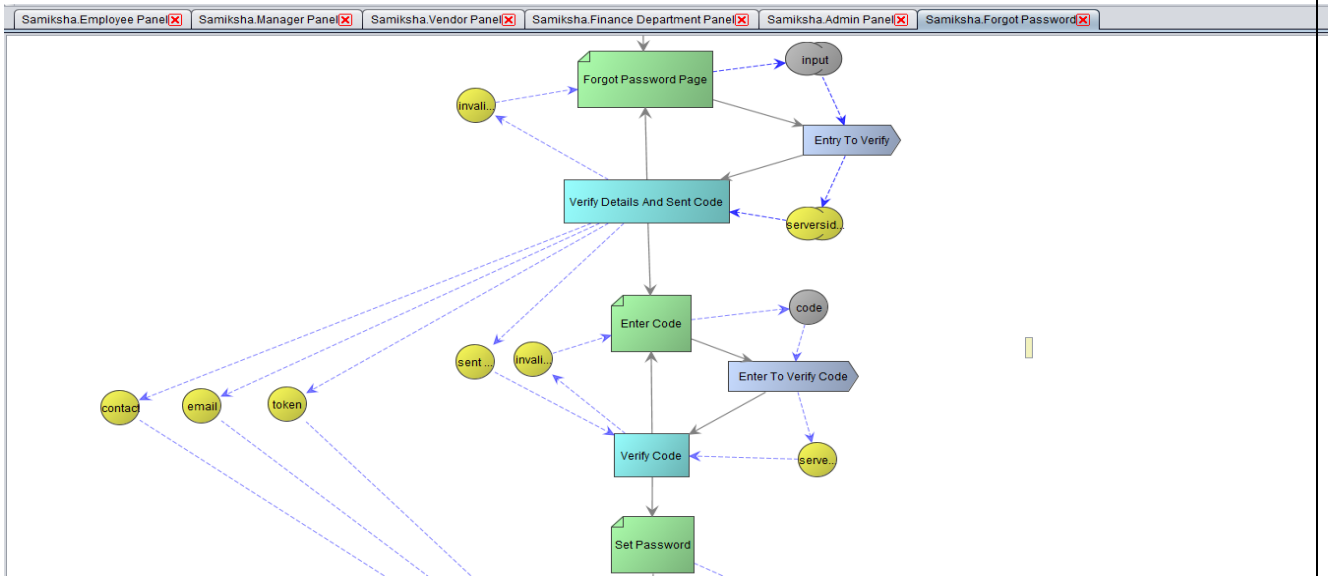 Samiksha.Employee Panel Samiksha.Manager Panel Samiksha.Vendor Panel Samiksha.Finance Department Panel Samiksha.Admin Panel Samiksha.Forgot Password
Forgot Password Page
input
invali...
Entry To Verify
Verify Details And Sent Code
serversid...
Enter Code
code
sent ...
invali...
Enter To Verify Code
contact
email
token
Verify Code
serve...
Set Password